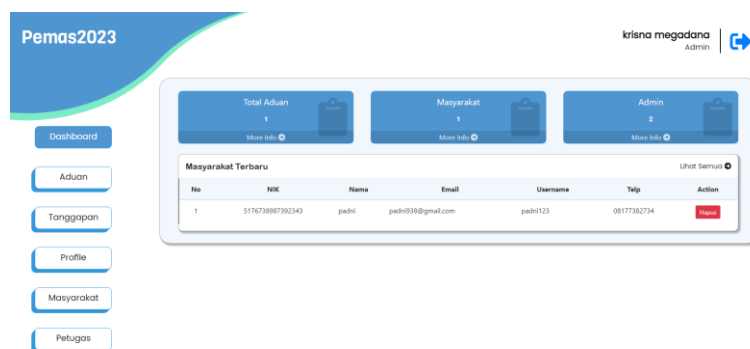 Pemas2023
krisna megadana
Admin
Total Aduan
1
More Info
Masyarakat
1
More Info
Admin
2
More Info
Dashboard
Aduan
Tanggapan
Profile
Masyarakat
Petugas
Masyarakat Terbaru
Lihat Semua
No NIK Nama Email Username Telp Action
1 5176738987392343 padni padni938@gmail.com padni123 08177382734 Hapus